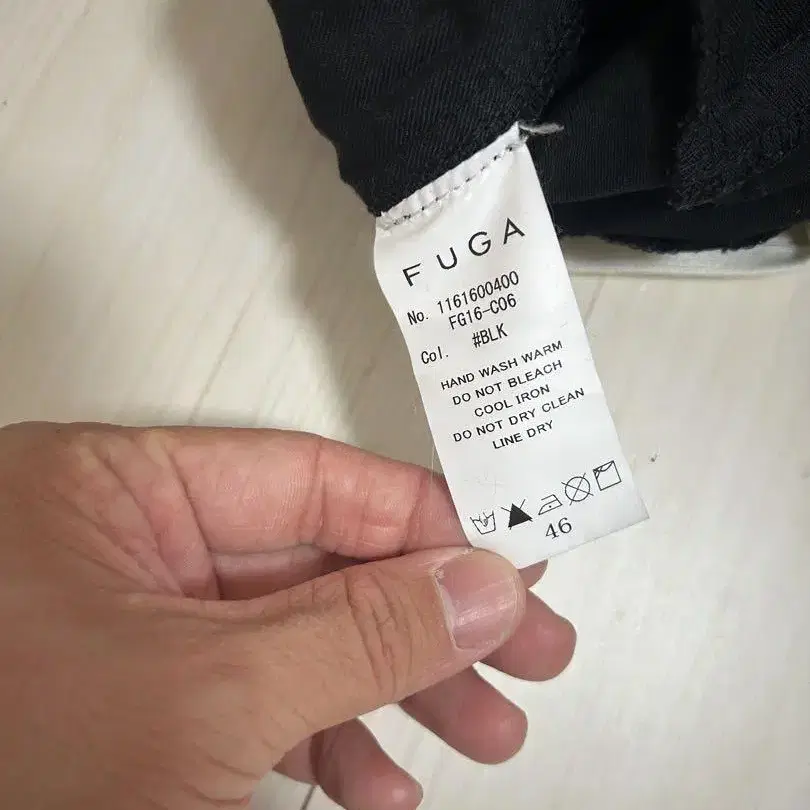 FUGA
No. 1161600400
FG16-C06
Col. #BLK
HAND WASH WARM
DO NOT BLEACH
COOL IRON
DO NOT DRY CLEAN
LINE DRY
46